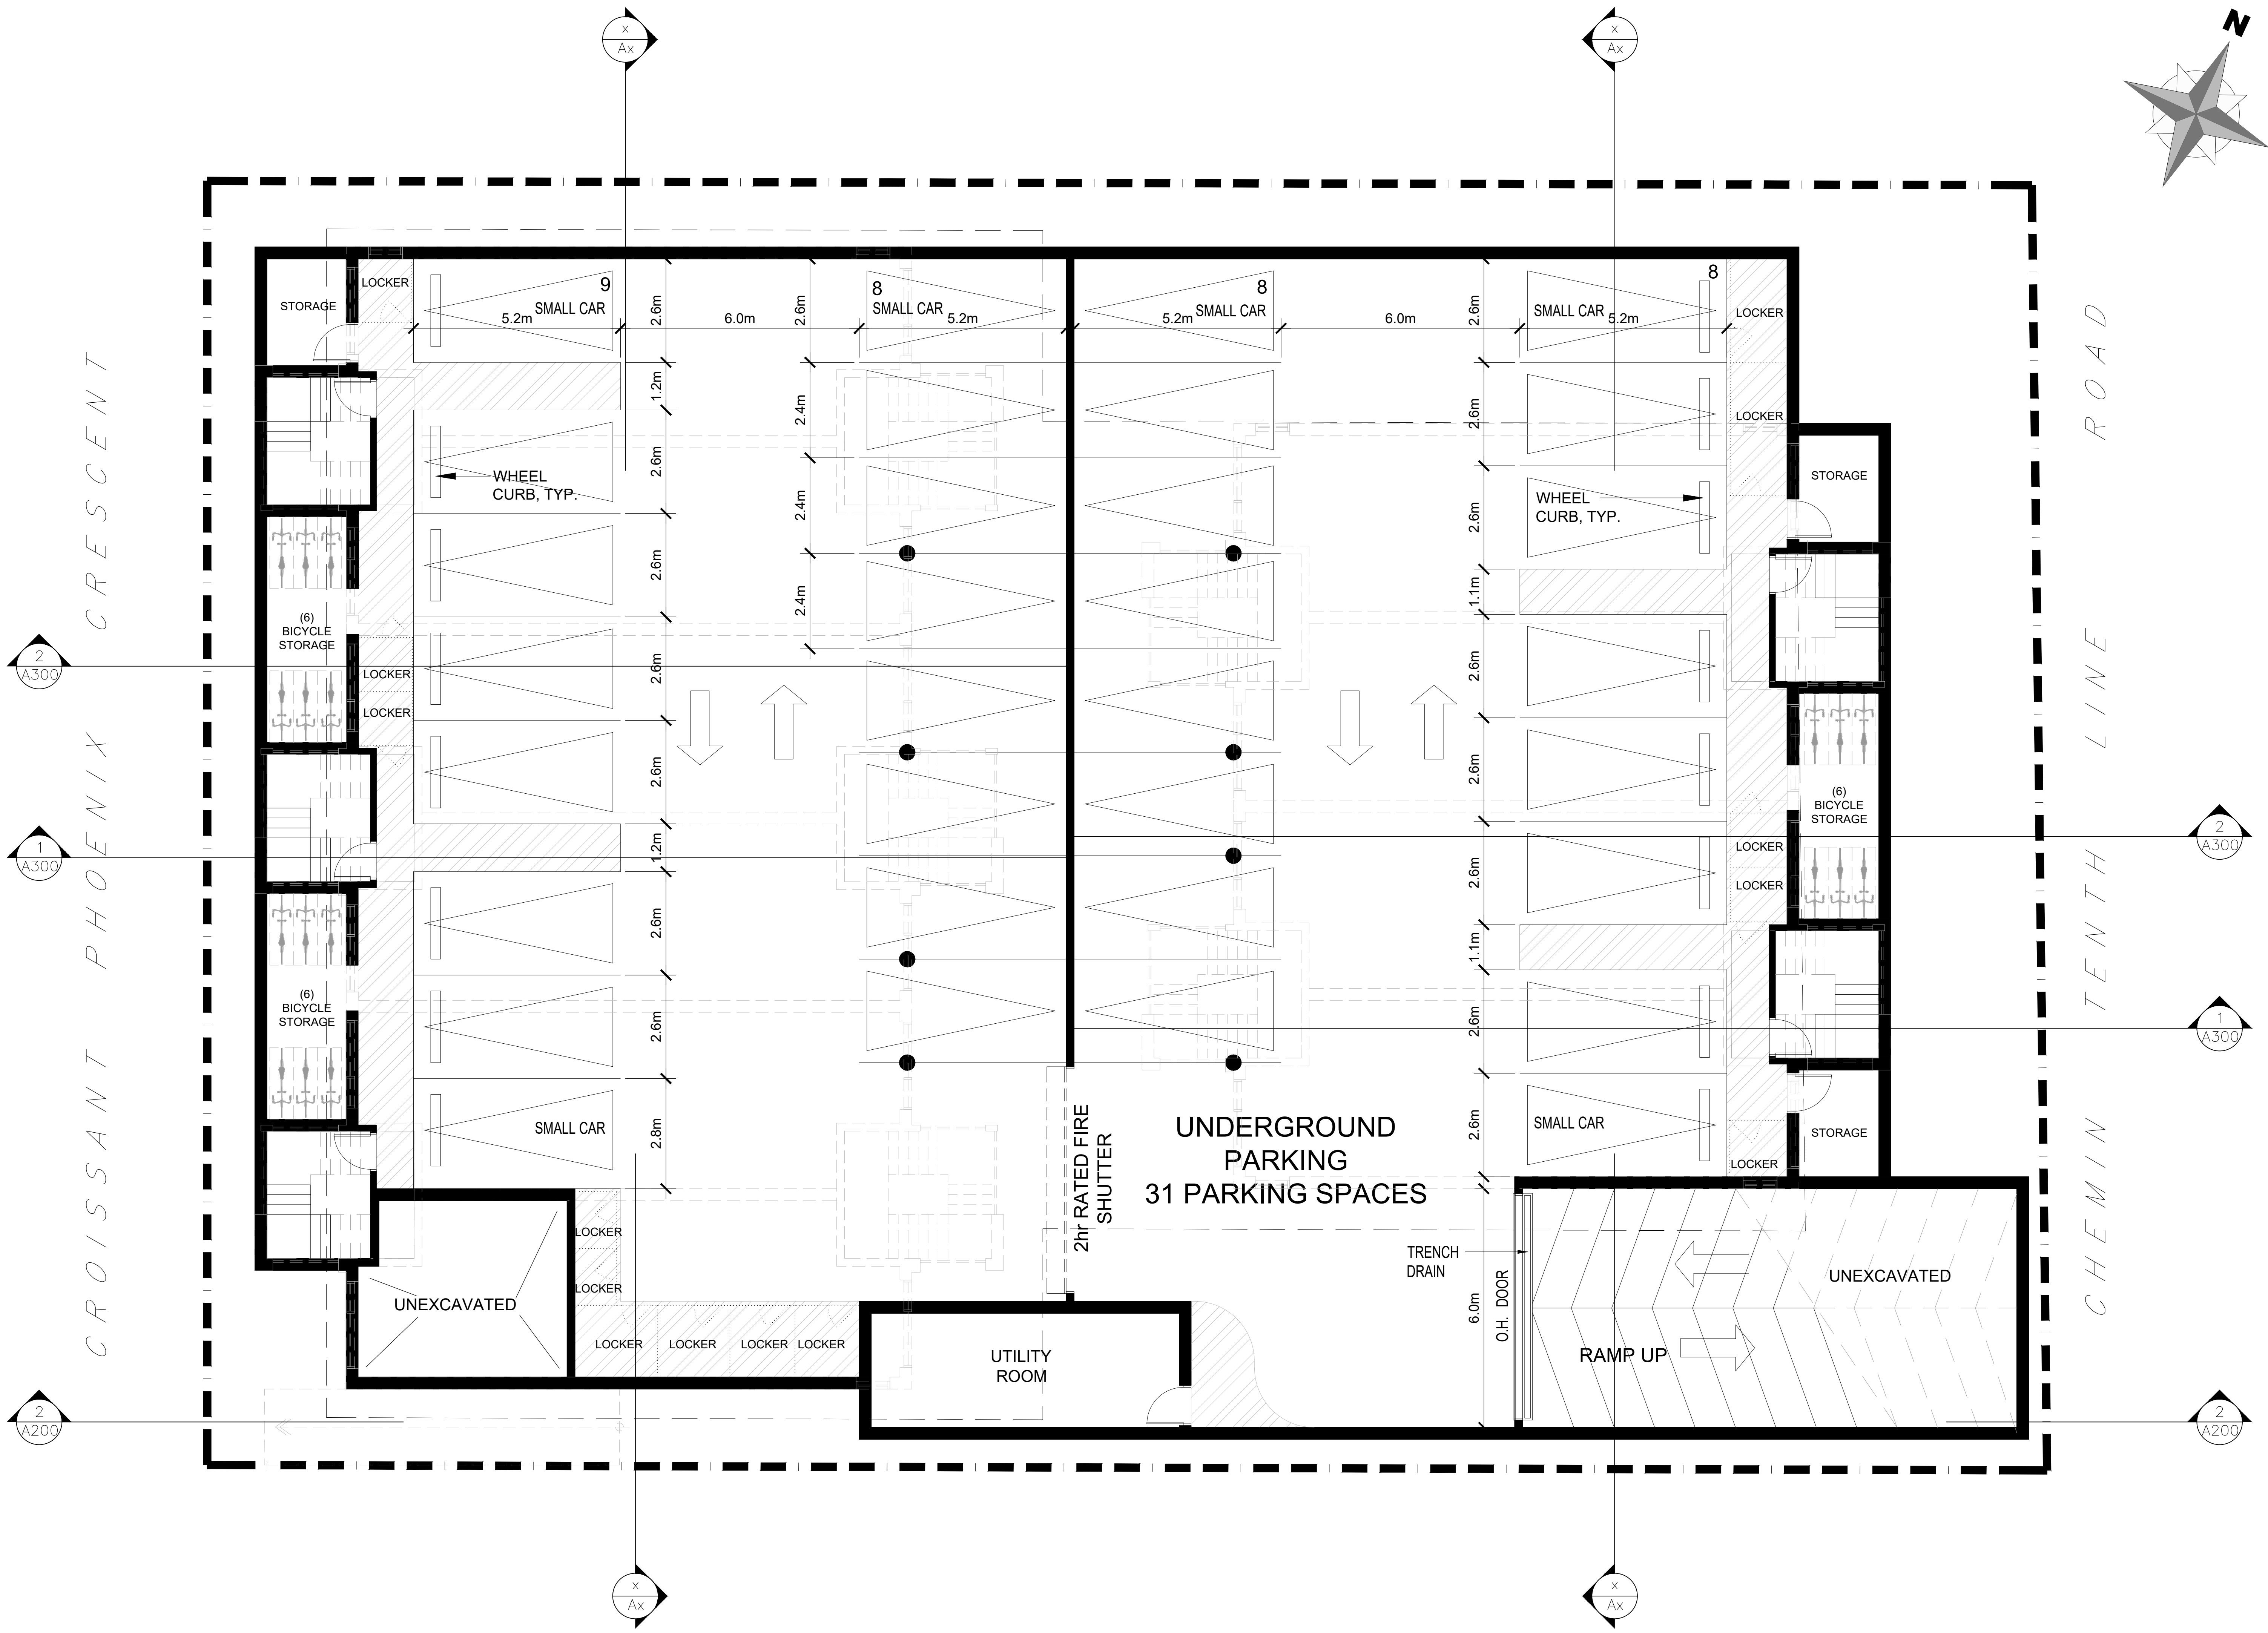 x
Ax
x
Ax
N
STORAGE
LOCKER
9
SMALL CAR
5.2m
2.6m
6.0m
2.6m
8
SMALL CAR
5.2m
8
5.2m
SMALL CAR
6.0m
2.6m
8
SMALL CAR
5.2m
LOCKER
1.2m
2.4m
2.6m
LOCKER
WHEEL
CURB, TYP.
2.6m
2.4m
2.6m
WHEEL
CURB, TYP.
STORAGE
2.6m
2.4m
1.1m
(6)
BICYCLE
STORAGE
2
A300
LOCKER
LOCKER
2.6m
2.6m
2.6m
2.6m
(6)
BICYCLE
STORAGE
2
A300
1
A300
1.2m
2.6m
LOCKER
LOCKER
2.6m
1.1m
(6)
BICYCLE
STORAGE
2.6m
2.6m
1
A300
2.8m
SMALL CAR
2hr RATED FIRE
SHUTTER
UNDERGROUND
PARKING
31 PARKING SPACES
2.6m
SMALL CAR
STORAGE
LOCKER
LOCKER
LOCKER
UNEXCAVATED
LOCKER
LOCKER
LOCKER
LOCKER
UTILITY
ROOM
TRENCH
DRAIN
6.0m
O.H. DOOR
RAMP UP
UNEXCAVATED
2
A200
2
A200
x
Ax
x
Ax
CROISSANT PHOENIX CRESCENT
CHEMIN TENTH LINE ROAD